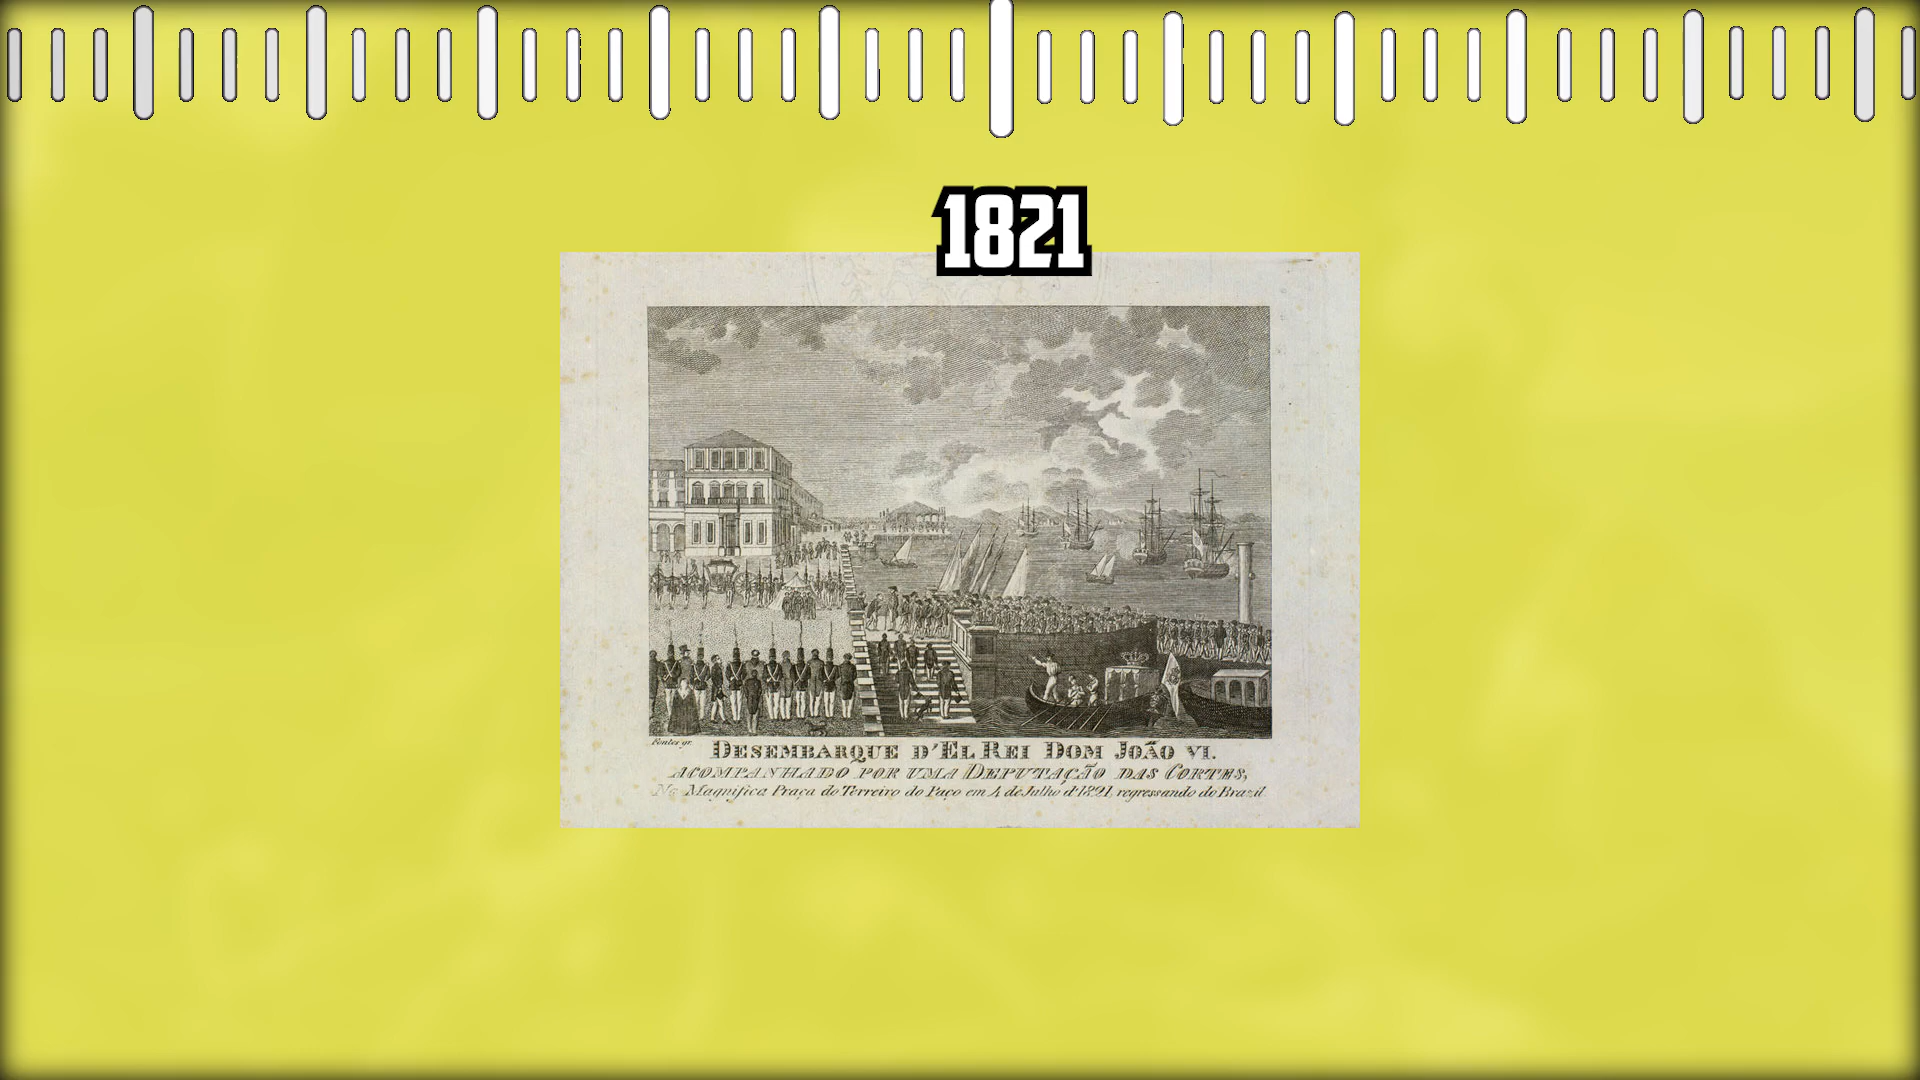 1821
Fontes gr.
DESEMBARQUE D'EL REI DOM JOÃO VI.
ACOMPANHADO POR UMA DEPUTAÇÃO DAS CORTES,
Na Magnifica Praça do Terreiro do Paço em 4 de Julho d'1821 regressando do Brazil